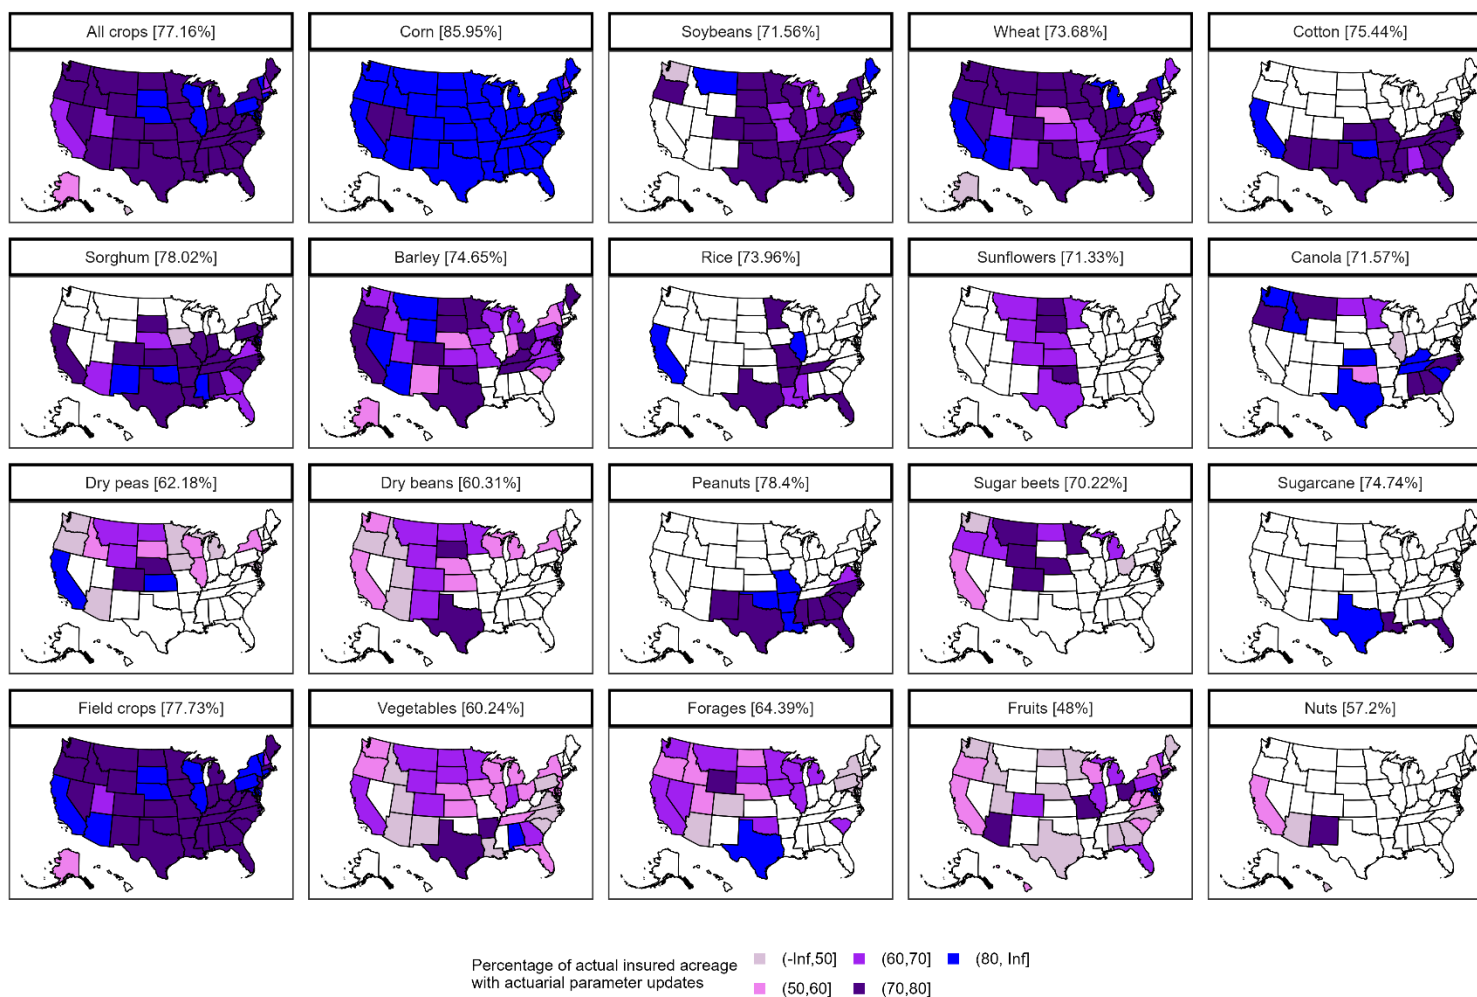 All crops [77.16%]
Corn [85.95%]
Soybeans [71.56%]
Wheat [73.68%]
Cotton [75.44%]
Sorghum [78.02%]
Barley [74.65%]
Rice [73.96%]
Sunflowers [71.33%]
Canola [71.57%]
Dry peas [62.18%]
Dry beans [60.31%]
Peanuts [78.4%]
Sugar beets [70.22%]
Sugarcane [74.74%]
Field crops [77.73%]
Vegetables [60.24%]
Forages [64.39%]
Fruits [48%]
Nuts [57.2%]
Percentage of actual insured acreage
with actuarial parameter updates
(-Inf,50]
(60,70]
(80, Inf]
(50,60]
(70,80]